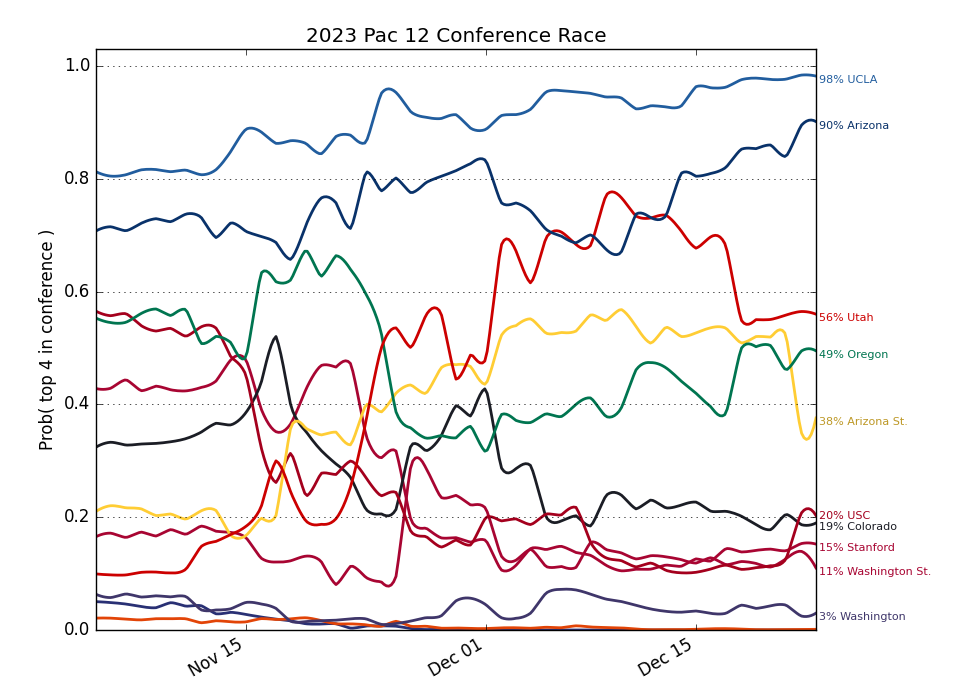 2023 Pac 12 Conference Race
Prob( top 4 in conference )
1.0
0.8
0.6
0.4
0.2
0.0
Nov 15
Dec 01
Dec 15
98% UCLA
90% Arizona
56% Utah
49% Oregon
38% Arizona St.
20% USC
19% Colorado
15% Stanford
11% Washington St.
3% Washington